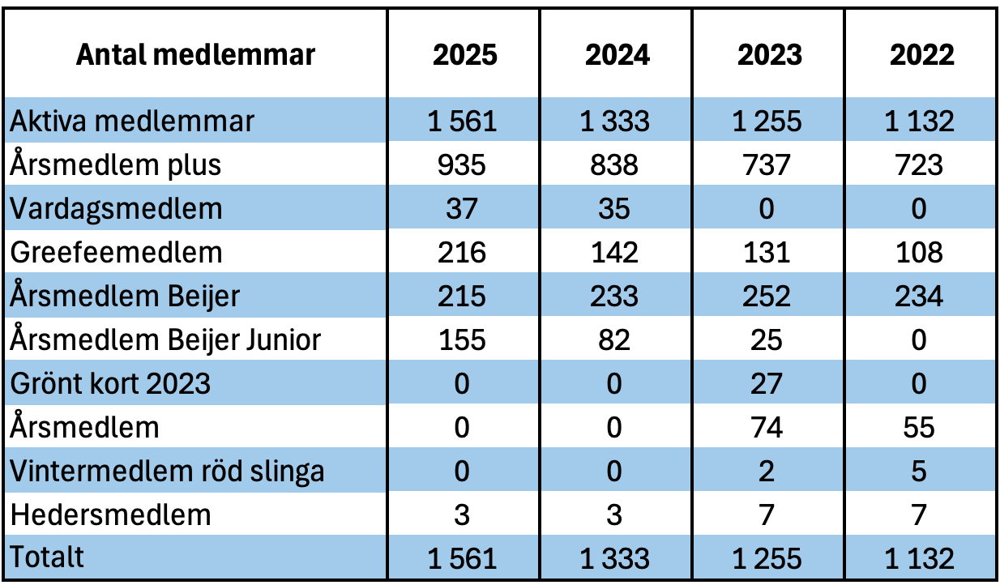 Antal medlemmar 2025 2024 2023 2022
Aktiva medlemmar 1 561 1 333 1 255 1 132
Årsmedlem plus 935 838 737 723
Vardagsmedlem 37 35 0 0
Greefeemedlem 216 142 131 108
Årsmedlem Beijer 215 233 252 234
Årsmedlem Beijer Junior 155 82 25 0
Grönt kort 2023 0 0 27 0
Årsmedlem 0 0 74 55
Vintermedlem röd slinga 0 0 2 5
Hedersmedlem 3 3 7 7
Totalt 1 561 1 333 1 255 1 132